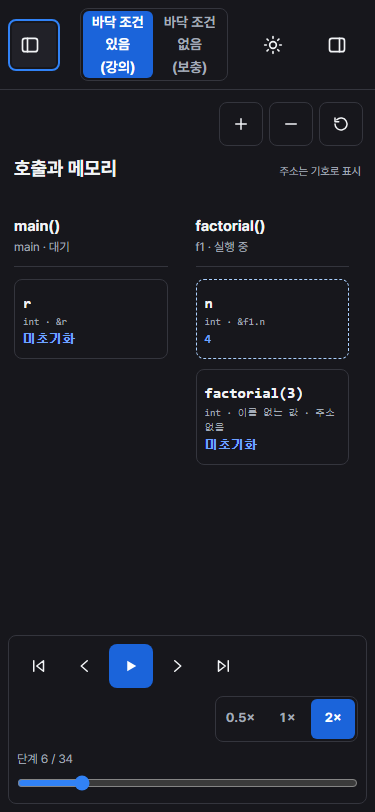 바닥 조건
있음
(강의)
바닥 조건
없음
(보충)
호출과 메모리
주소는 기호로 표시
main()
main · 대기
factorial()
f1 · 실행 중
r
int · &r
미초기화
n
int · &f1.n
4
factorial(3)
int · 이름 없는 값 · 주소
없음
미초기화
0.5×
1×
2×
단계 6 / 34